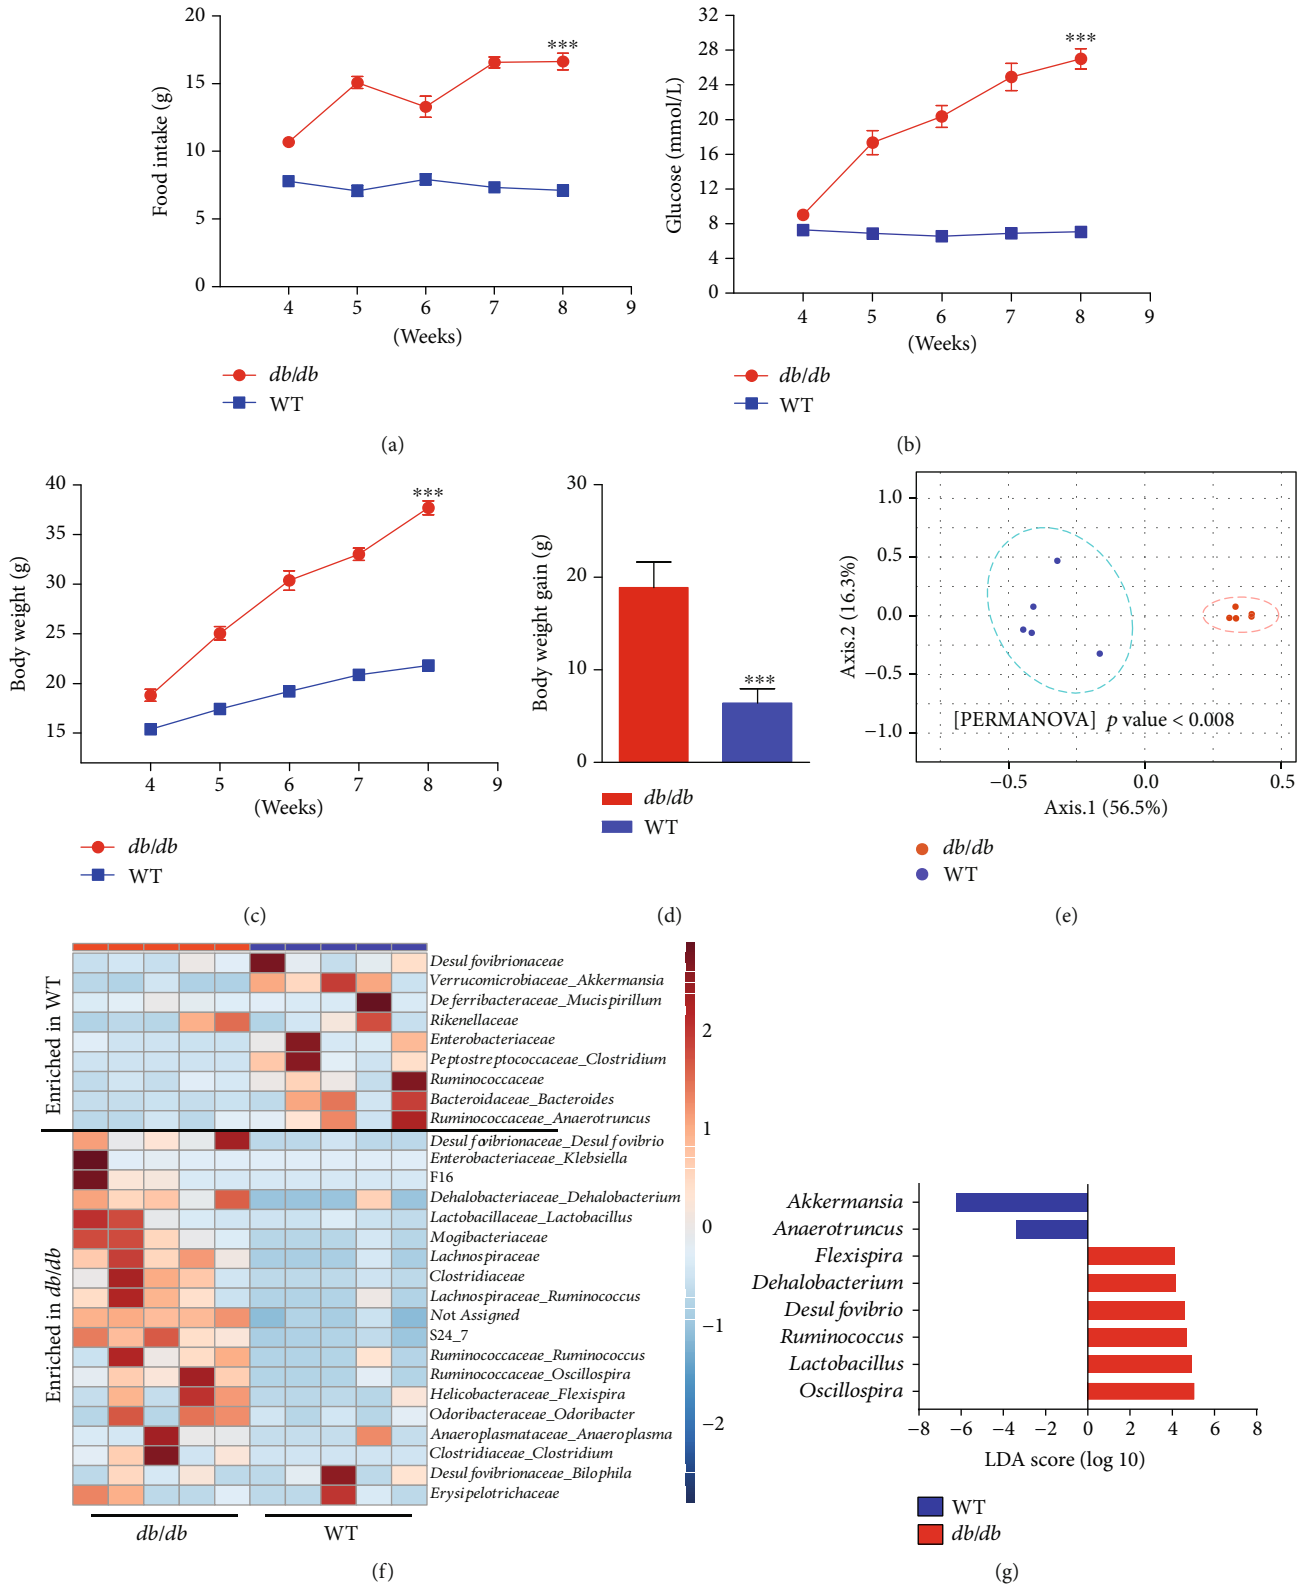 20
15
10
5
0
Food intake (g)
***
4 5 6 7 8 9
(Weeks)
db/db
WT
(a)
32
28
24
20
16
12
8
4
0
Glucose (mmol/L)
***
4 5 6 7 8 9
(Weeks)
db/db
WT
(b)
40
35
30
25
20
15
Body weight (g)
***
4 5 6 7 8 9
(Weeks)
db/db
WT
(c)
30
20
10
0
Body weight gain (g)
***
db/db
WT
(d)
1.0
0.5
0.0
−0.5
−1.0
Axis.2 (16.3%)
[PERMANOVA] p value < 0.008
−0.5 0.0 0.5
Axis.1 (56.5%)
db/db
WT
(e)
Enriched in WT
Desulfovibrionaceae
Verrucomicrobiaceae_Akkermansia
Deferribacteraceae_Mucispirillum
Rikenellaceae
Enterobacteriaceae
Peptostreptococcaceae_Clostridium
Ruminococcaceae
Bacteroidaceae_Bacteroides
Ruminococcaceae_Anaerotruncus
Enriched in db/db
Desulfovibrionaceae_Desulfovibrio
Enterobacteriaceae_Klebsiella
F16
Dehalobacteriaceae_Dehalobacterium
Lactobacillaceae_Lactobacillus
Mogibacteriaceae
Lachnospiraceae
Clostridiaceae
Lachnospiraceae_Ruminococcus
Not Assigned
S24_7
Ruminococcaceae_Ruminococcus
Ruminococcaceae_Oscillospira
Helicobacteraceae_Flexispira
Odoribacteraceae_Odoribacter
Anaeroplasmataceae_Anaeroplasma
Clostridiaceae_Clostridium
Desulfovibrionaceae_Bilophila
Erysipelotrichaceae
2
1
0
−1
−2
db/db WT
(f)
Akkermansia
Anaerotruncus
Flexispira
Dehalobacterium
Desulfovibrio
Ruminococcus
Lactobacillus
Oscillospira
−8 −6 −4 −2 0 2 4 6 8
LDA score (log 10)
WT
db/db
(g)